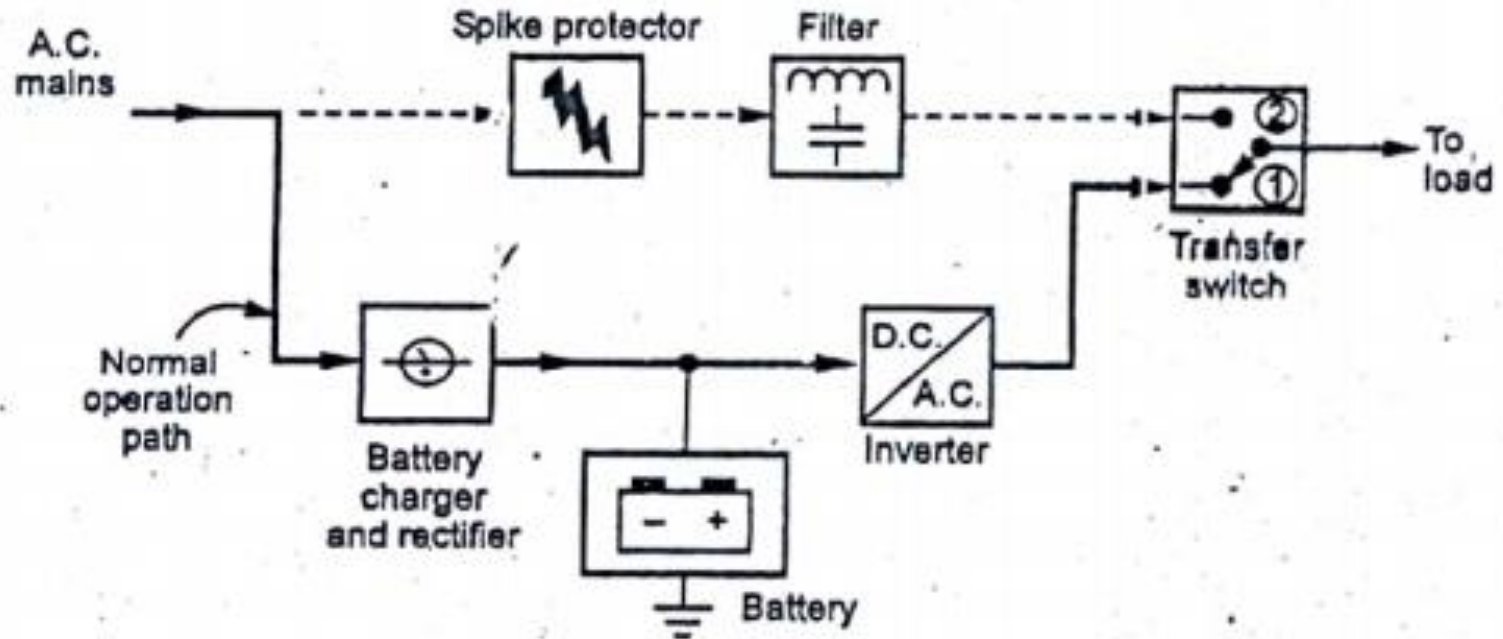 Spike protector
Filter
A.C.
mains
2
To
load
1
Transfer
switch
Normal
operation
path
D.C.
A.C.
Inverter
Battery
charger
and rectifier
- +
Battery